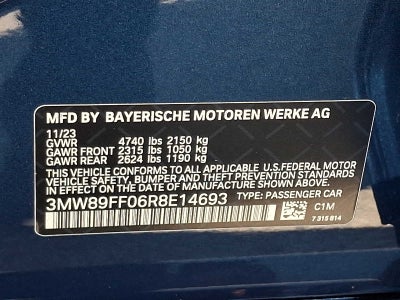 MFD BY BAYERISCHE MOTOREN WERKE AG
11/23
GVWR 4740 lbs 2150 kg
GAWR FRONT 2315 lbs 1050 kg
GAWR REAR 2624 lbs 1190 kg
THIS VEHICLE CONFORMS TO ALL APPLICABLE U.S.FEDERAL MOTOR
VEHICLE SAFETY, BUMPER, AND THEFT PREVENTION
STANDARDS IN EFFECT ON THE DATE OF MANUFACTURE SHOWN ABOVE.
3MW89FF06R8E14693 TYPE: PASSENGER CAR
C1M
7 315 814